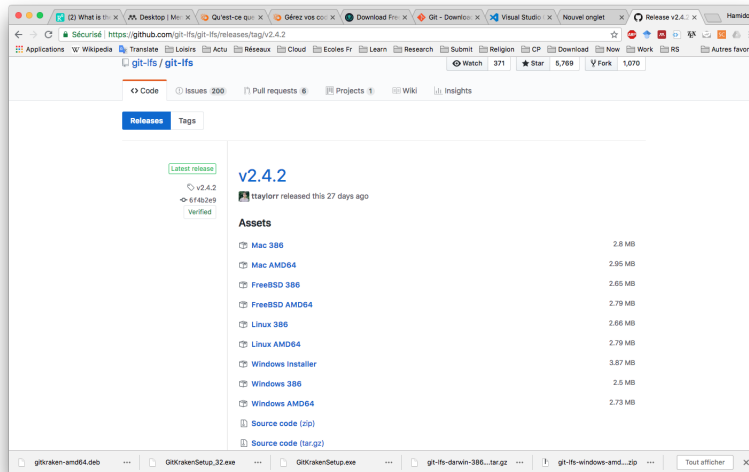 (2) What is th
Desktop | Me
Qu'est-ce que
Gérez vos co
Download Fre
Git - Downloa
Visual Studio
Nouvel onglet
Release v2.4.2
Hamido
Sécurisé | https://github.com/git-lfs/git-lfs/releases/tag/v2.4.2
Applications W Wikipedia Translate Loisirs Actu Réseaux Cloud Ecoles Fr Learn Research Submit Religion CP Download Now Work RS Autres favor
git-lfs / git-lfs Watch 371 Star 5,769 Fork 1,070
Code Issues 200 Pull requests 6 Projects 1 Wiki Insights
Releases Tags
Latest release
v2.4.2
6f4b2e9
Verified
v2.4.2
ttaylorr released this 27 days ago
Assets
Mac 386 2.8 MB
Mac AMD64 2.95 MB
FreeBSD 386 2.65 MB
FreeBSD AMD64 2.79 MB
Linux 386 2.66 MB
Linux AMD64 2.79 MB
Windows Installer 3.87 MB
Windows 386 2.5 MB
Windows AMD64 2.73 MB
Source code (zip)
Source code (tar.gz)
gitkraken-amd64.deb GitKrakenSetup_32.exe GitKrakenSetup.exe git-lfs-darwin-386....tar.gz git-lfs-windows-amd....zip Tout afficher